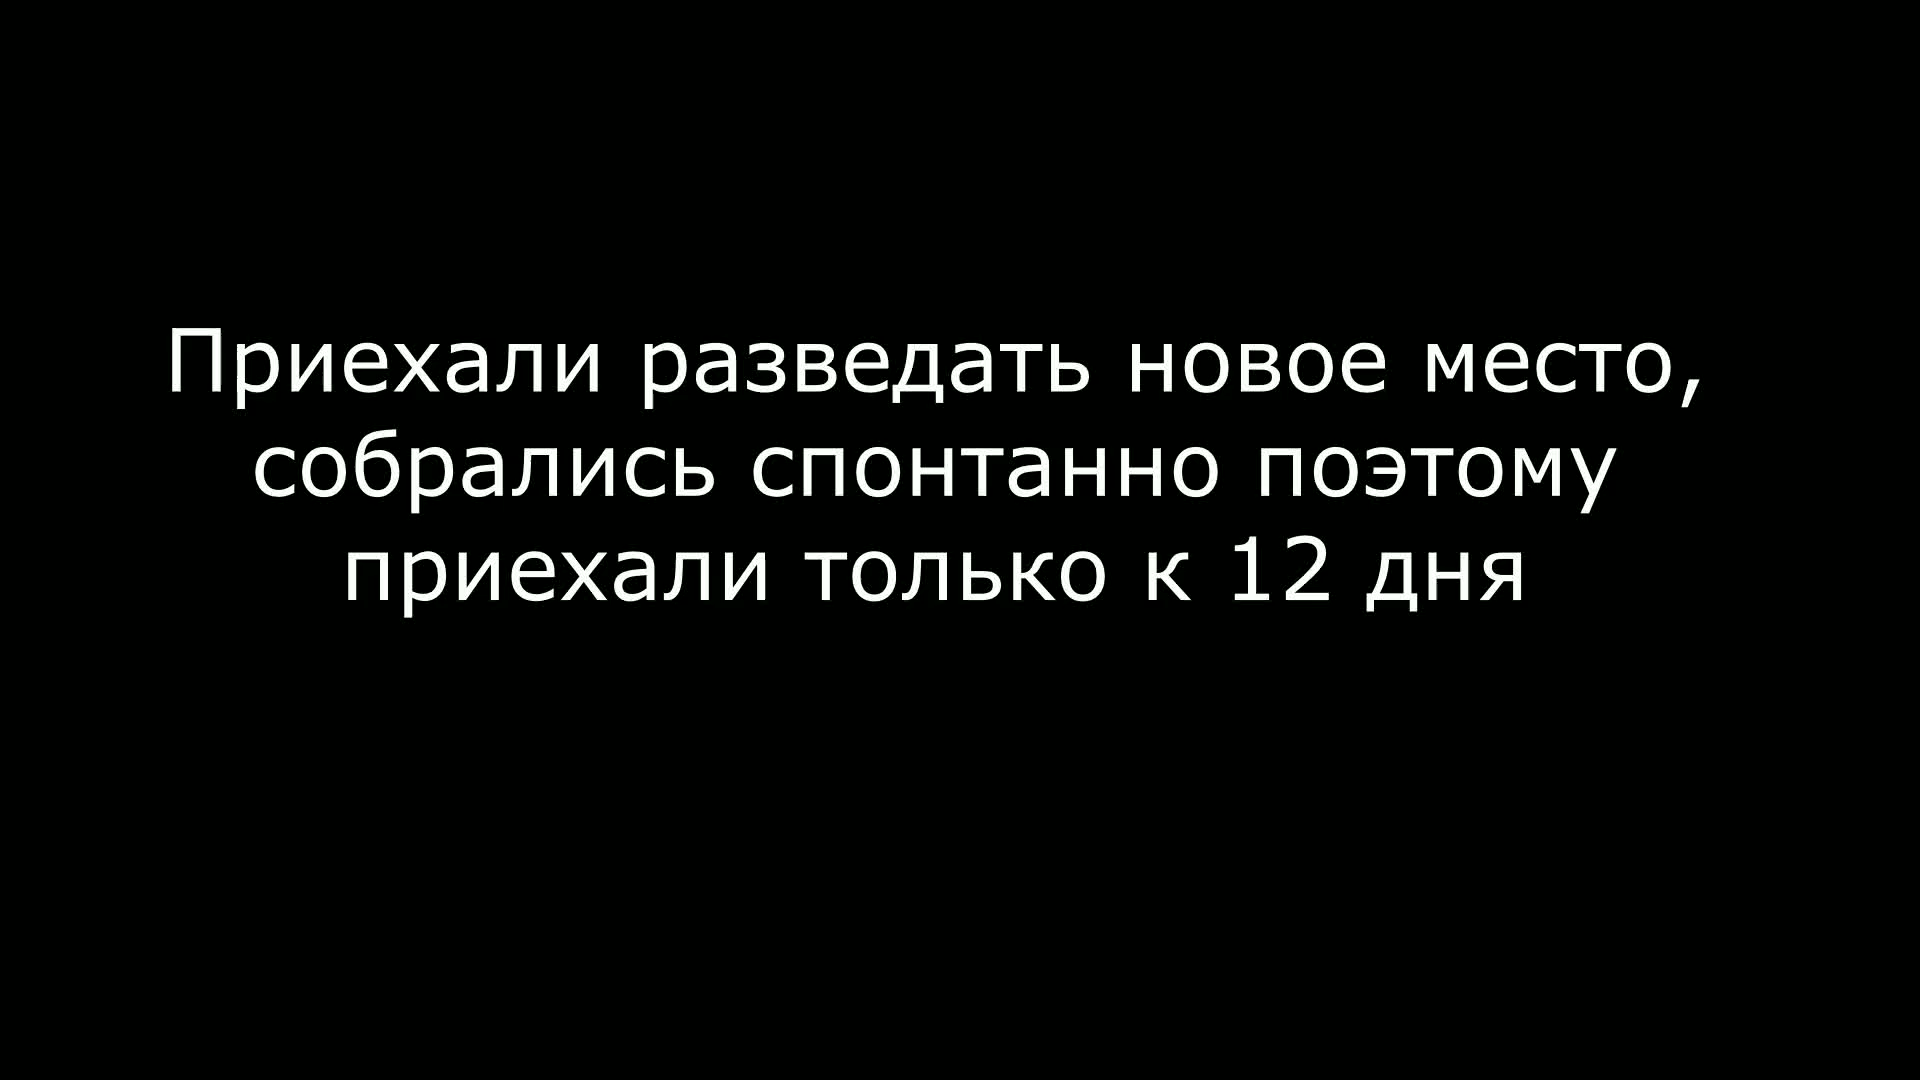 Приехали разведать новое место,
собрались спонтанно поэтому
приехали только к 12 дня